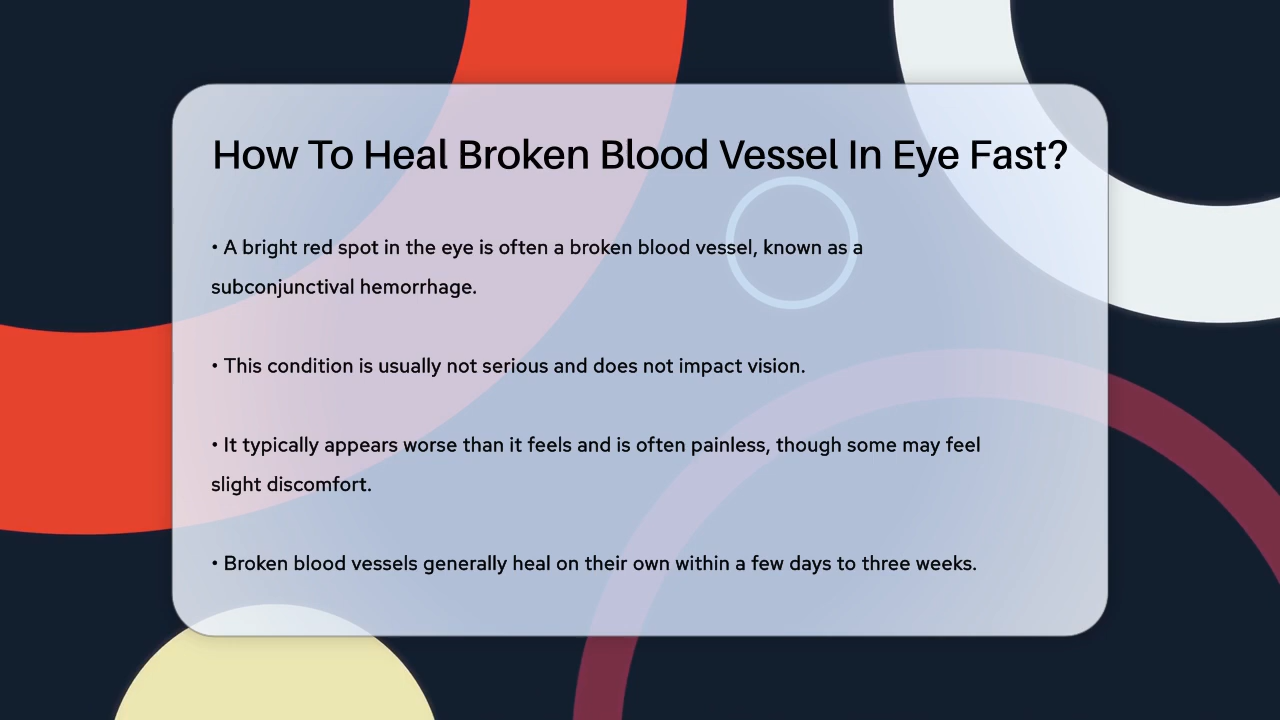 How To Heal Broken Blood Vessel In Eye Fast?
• A bright red spot in the eye is often a broken blood vessel, known as a
subconjunctival hemorrhage.
• This condition is usually not serious and does not impact vision.
• It typically appears worse than it feels and is often painless, though some may feel
slight discomfort.
• Broken blood vessels generally heal on their own within a few days to three weeks.